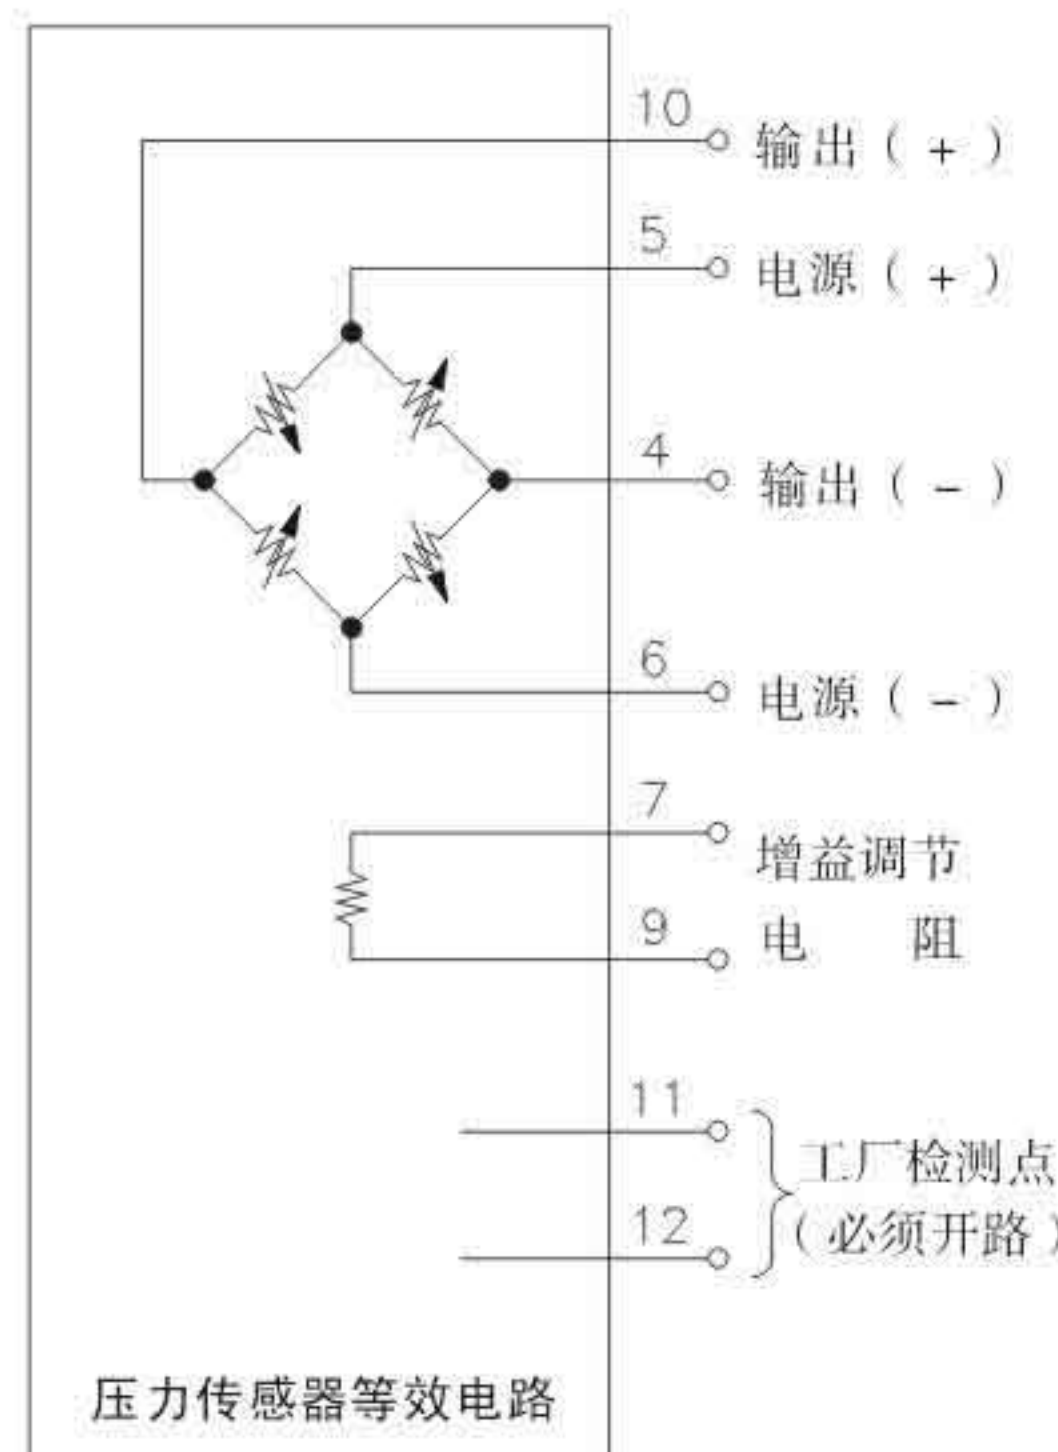 10
输出（+）
5
电源（+）
4
输出（-）
6
电源（-）
7
增益调节
9
电 阻
11
工厂检测点
12
（必须开路）
压力传感器等效电路